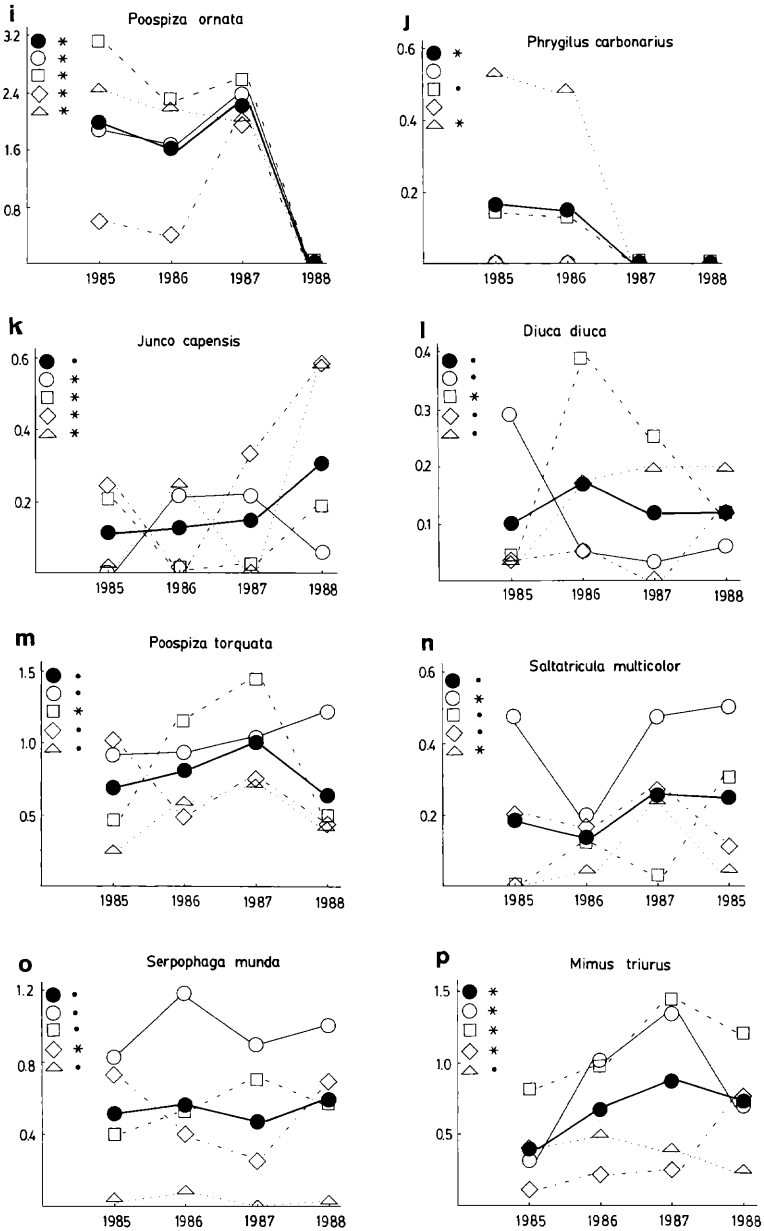 i
Poospiza ornata
3.2
*
*
2.4
*
*
*
1.6
0.8
1985 1986 1987 1988
j
Phrygilus carbonarius
0.6
*
•
0.4
*
0.2
1985 1986 1987 1988
k
Junco capensis
0.6
•
*
*
0.4
*
*
0.2
1985 1986 1987 1988
l
Diuca diuca
0.4
•
•
0.3
*
•
•
0.2
0.1
1985 1986 1987 1988
m
Poospiza torquata
1.5
•
•
*
•
1.0
•
0.5
1985 1986 1987 1988
n
Saltatricula multicolor
0.6
•
*
•
•
0.4
*
0.2
1985 1986 1987 1985
o
Serpophaga munda
1.2
•
•
•
*
0.8
•
0.4
1985 1986 1987 1988
p
Mimus triurus
1.5
*
*
*
*
1.0
•
0.5
1985 1986 1987 1988